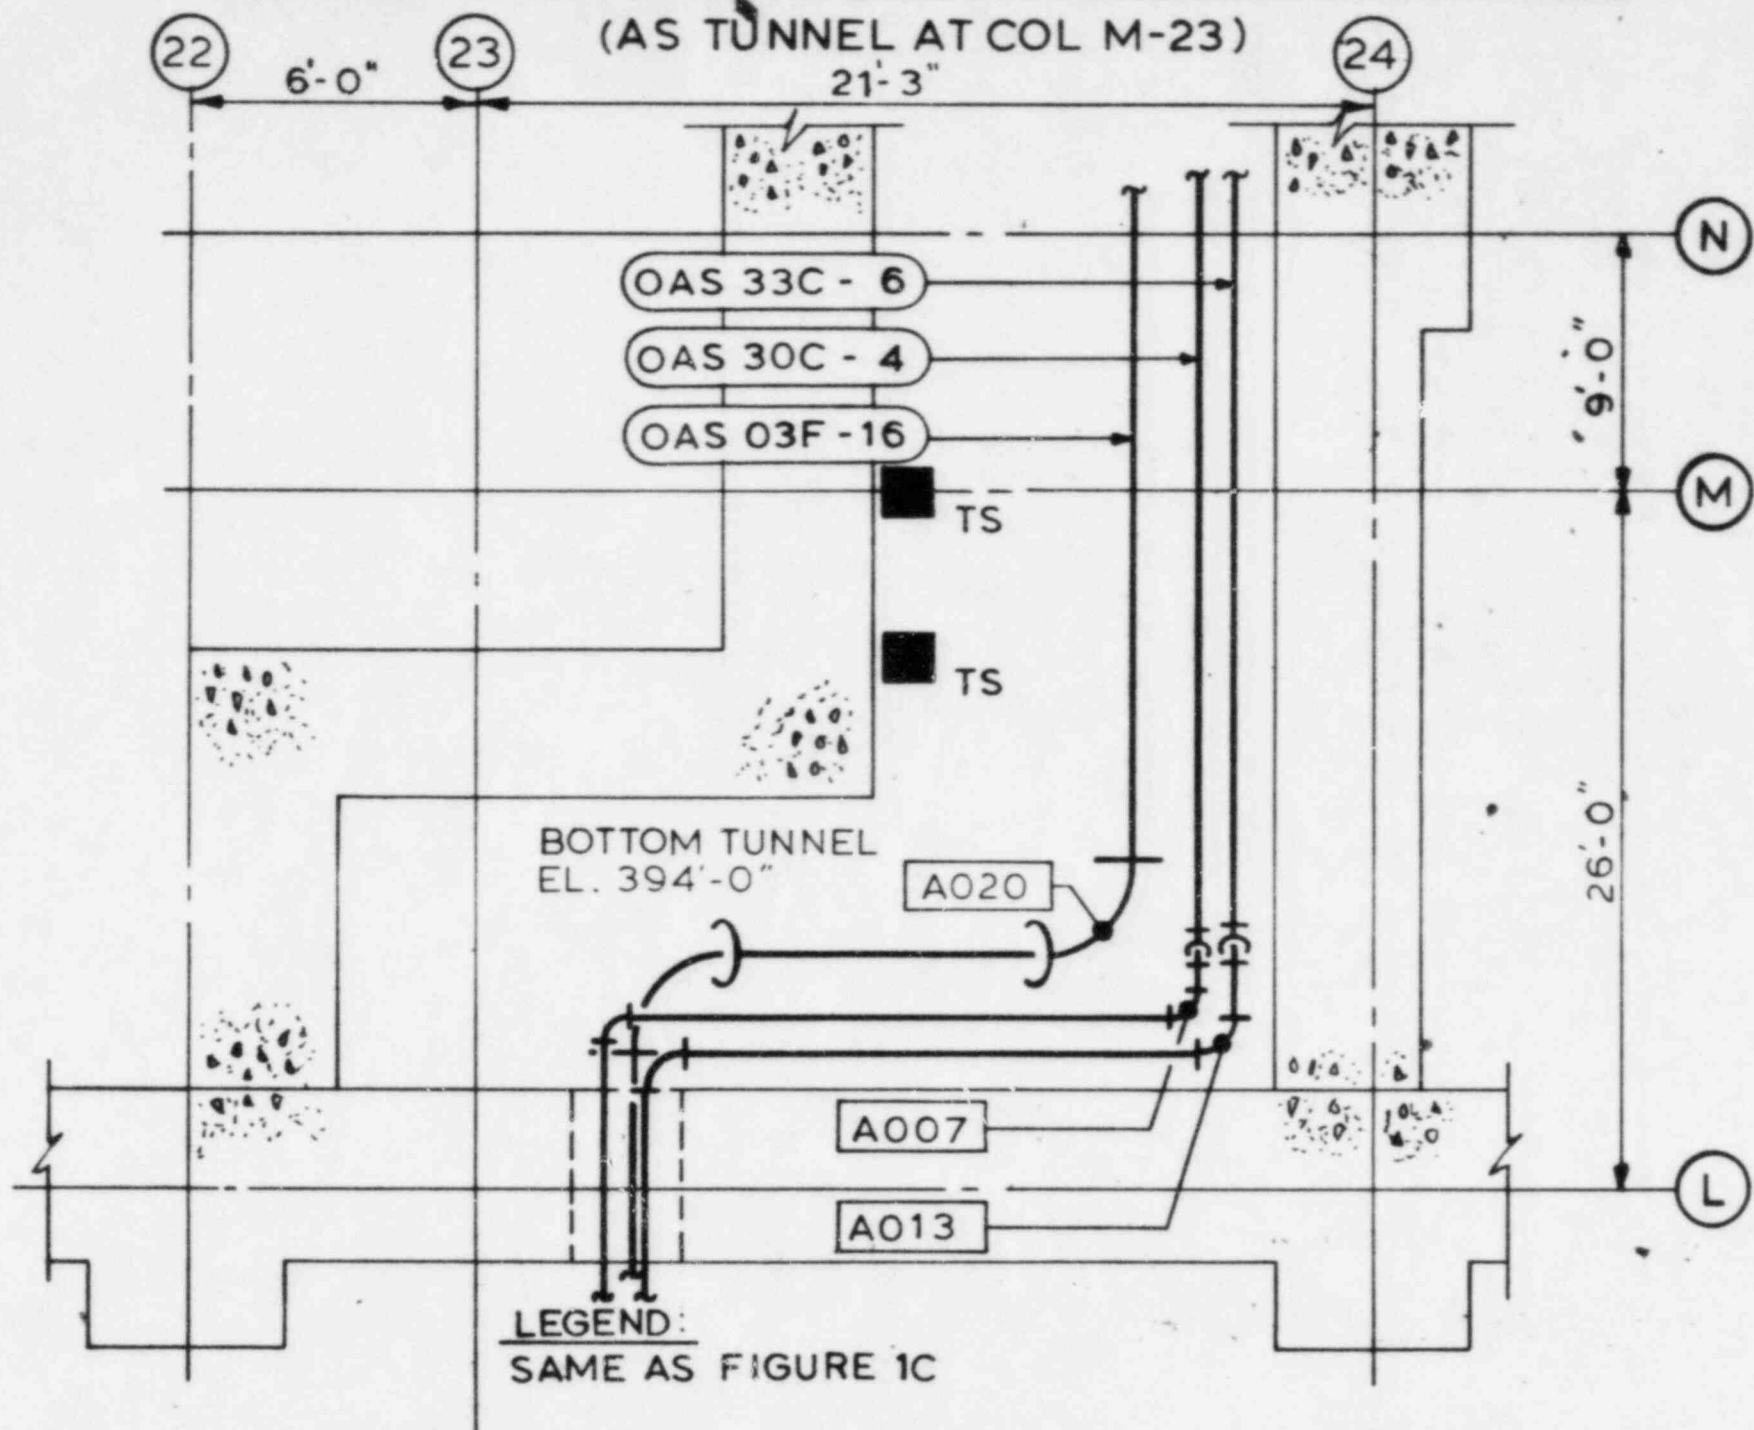 (AS TUNNEL AT COL M-23)
22
23
24
6'-0"
21'-3"
N
OAS 33C - 6
OAS 30C - 4
9'-0"
OAS 03F - 16
M
TS
TS
BOTTOM TUNNEL
EL. 394'-0"
A020
26'-0"
A007
A013
L
LEGEND:
SAME AS FIGURE 1C